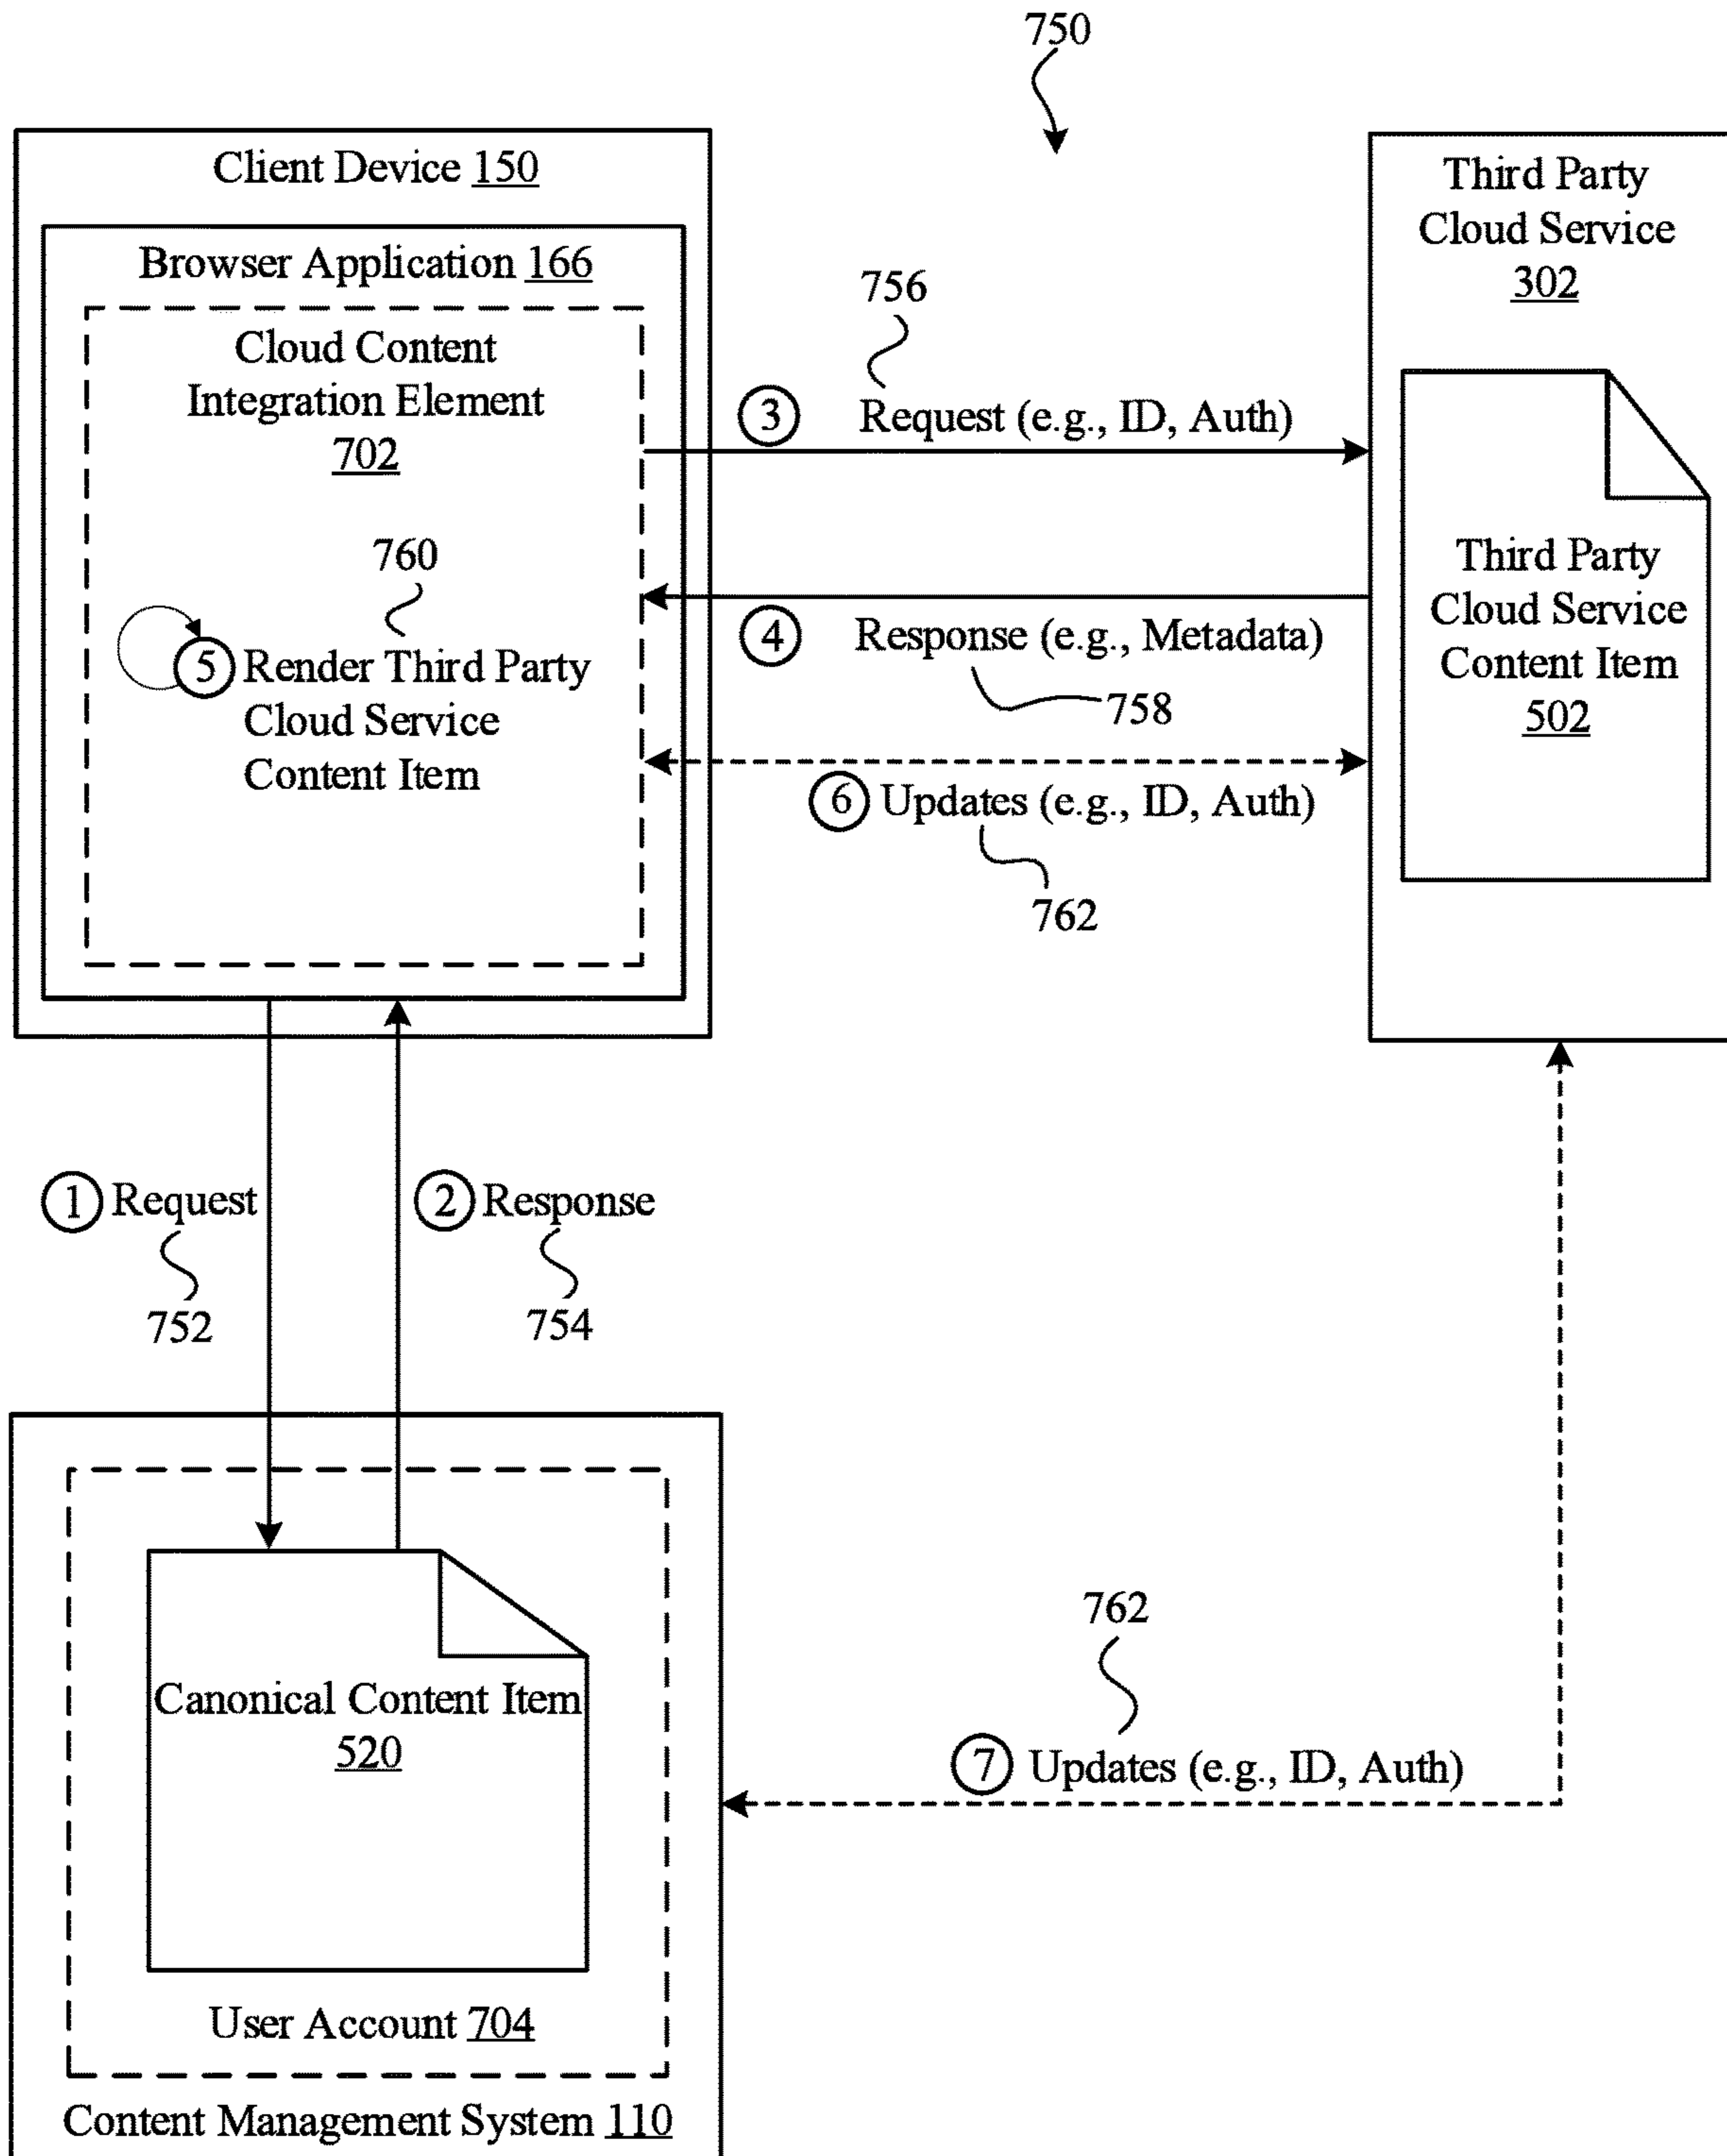 750
Client Device 150
Browser Application 166
Cloud Content
Integration Element
702
760
5 Render Third Party
Cloud Service
Content Item
756
3 Request (e.g., ID, Auth)
4 Response (e.g., Metadata)
758
6 Updates (e.g., ID, Auth)
762
Third Party
Cloud Service
302
Third Party
Cloud Service
Content Item
502
1 Request
752
2 Response
754
Canonical Content Item
520
User Account 704
Content Management System 110
762
7 Updates (e.g., ID, Auth)